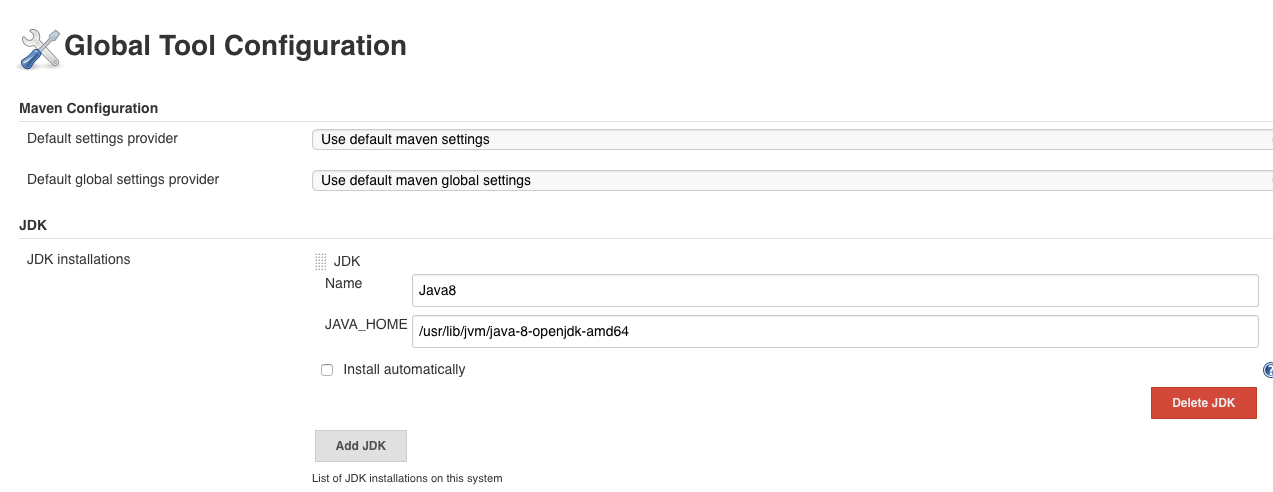 Global Tool Configuration
Maven Configuration
Default settings provider
Use default maven settings
Default global settings provider
Use default maven global settings
JDK
JDK installations
JDK
Name
Java8
JAVA_HOME
/usr/lib/jvm/java-8-openjdk-amd64
Install automatically
?
Delete JDK
Add JDK
List of JDK installations on this system